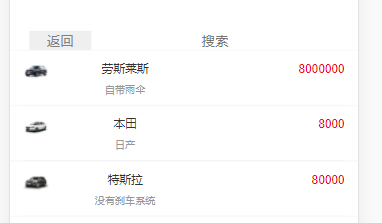 返回 搜索
劳斯莱斯 8000000
自带雨伞
本田 8000
日产
特斯拉 80000
没有刹车系统